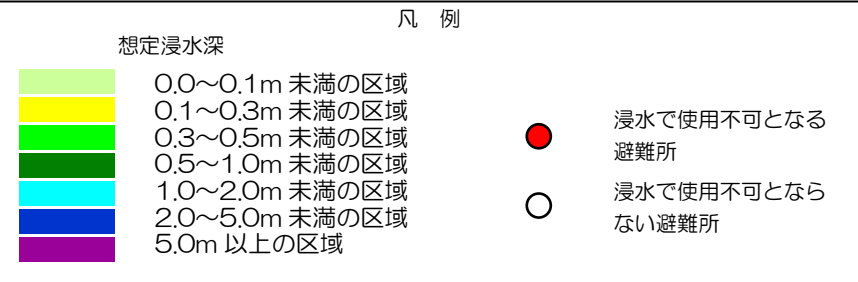 凡 例
想定浸水深
0.0～0.1m 未満の区域
0.1～0.3m 未満の区域
0.3～0.5m 未満の区域
0.5～1.0m 未満の区域
1.0～2.0m 未満の区域
2.0～5.0m 未満の区域
5.0m 以上の区域
浸水で使用不可となる
避難所
浸水で使用不可となら
ない避難所